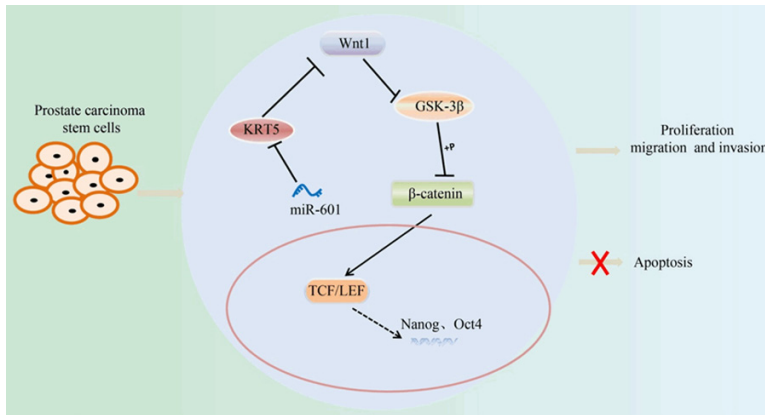 Wnt1
GSK-3β
Prostate carcinoma
stem cells
KRT5
+P
Proliferation
migration and invasion
β-catenin
miR-601
Apoptosis
TCF/LEF
Nanog、Oct4